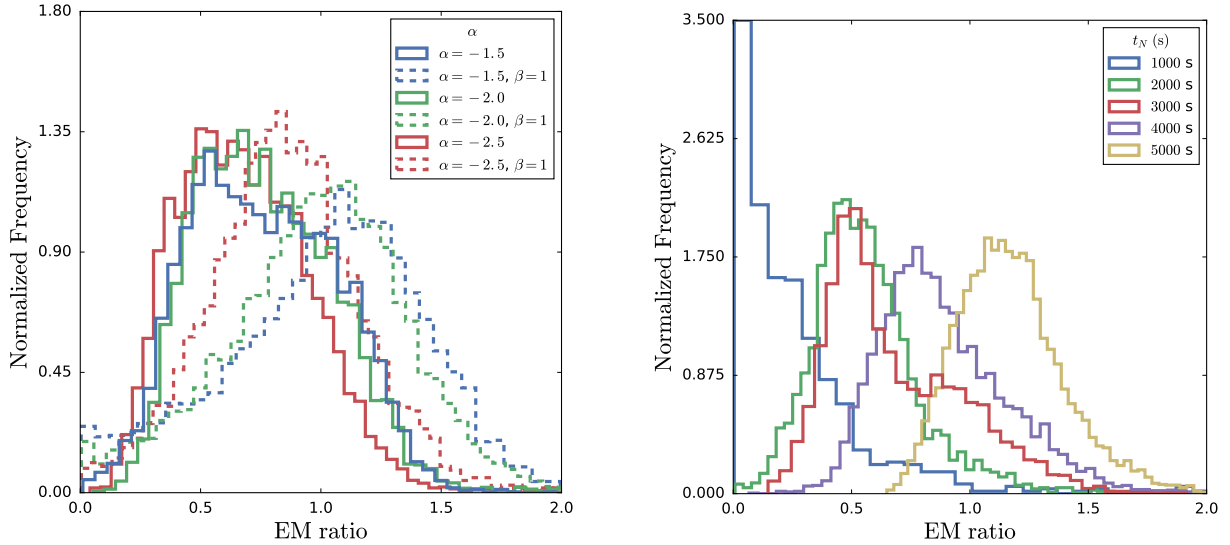 1.80
1.35
0.90
0.45
0.00
Normalized Frequency
α
α = −1.5
α = −1.5, β = 1
α = −2.0
α = −2.0, β = 1
α = −2.5
α = −2.5, β = 1
0.0 0.5 1.0 1.5 2.0
EM ratio
3.500
2.625
1.750
0.875
0.000
Normalized Frequency
t_N (s)
1000 s
2000 s
3000 s
4000 s
5000 s
0.0 0.5 1.0 1.5 2.0
EM ratio